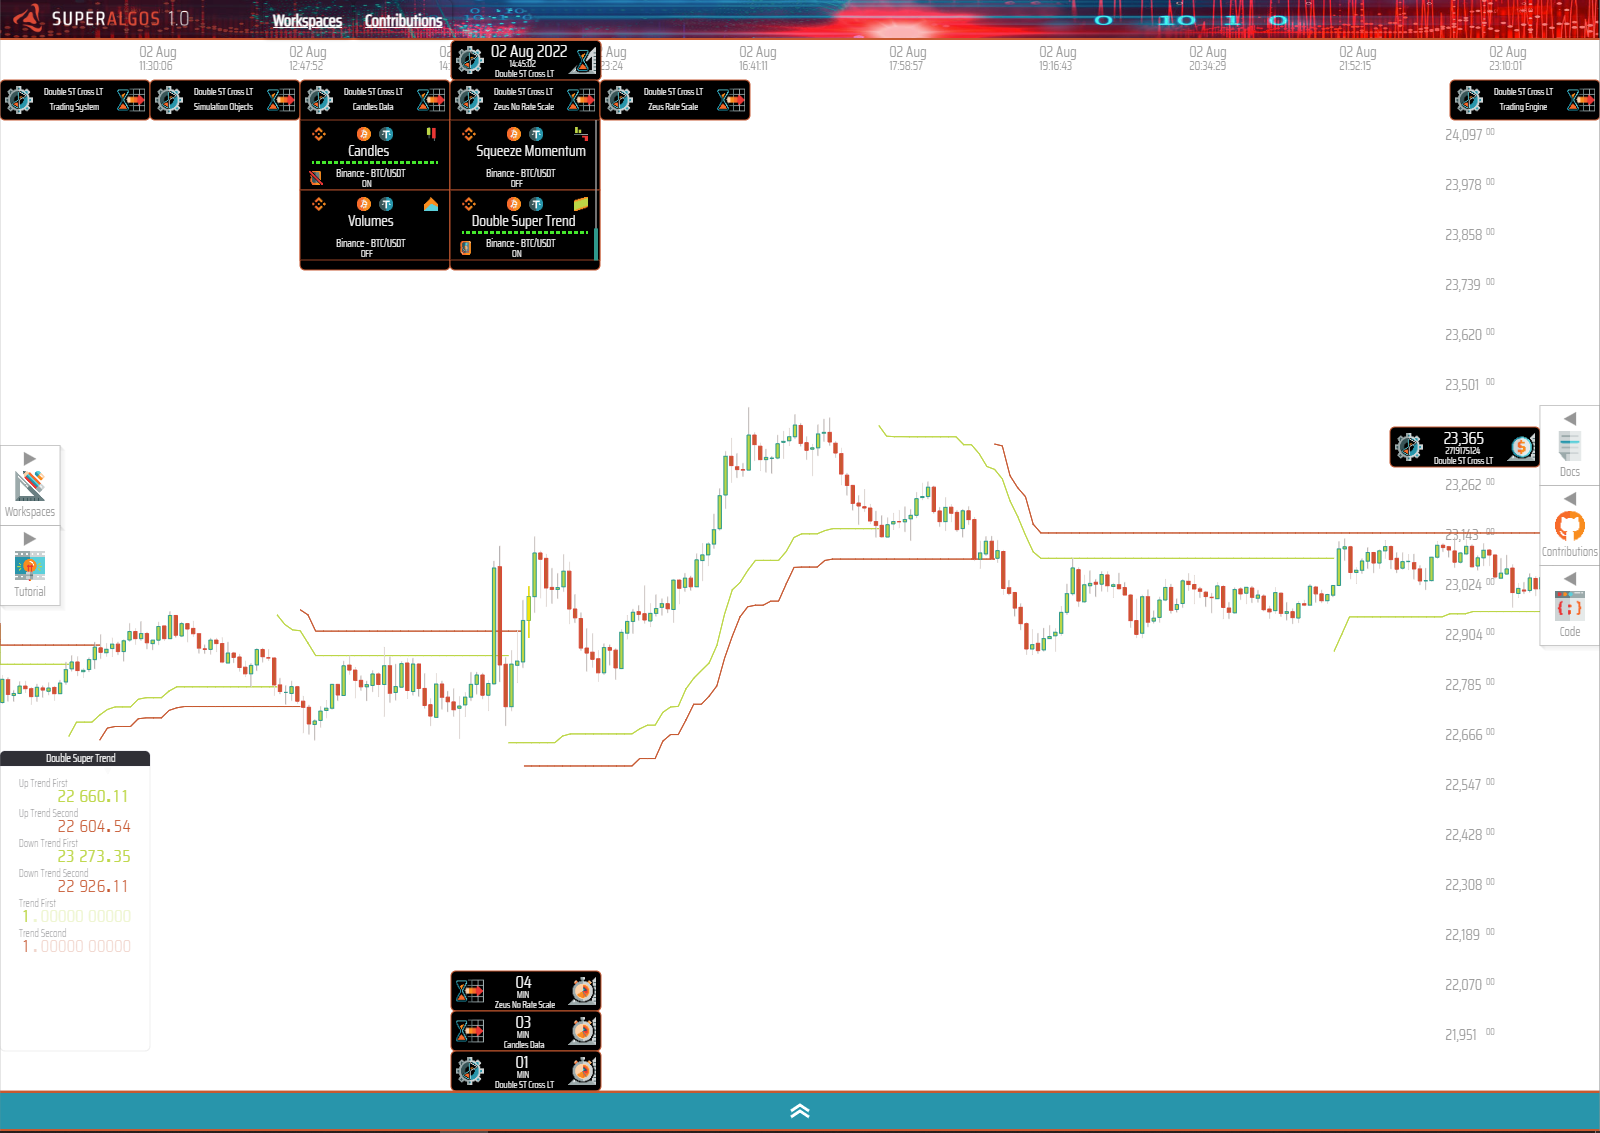 SUPERALGOS 1.0
Workspaces Contributions
02 Aug 02 Aug 02 02 Aug 2022 Aug 02 Aug 02 Aug 02 Aug 02 Aug 02 Aug 02 Aug
11:30:06 12:47:52 14: 14:45:02 23:24 16:41:11 17:58:57 19:16:43 20:34:29 21:52:15 23:10:01
Double ST Cross LT
Double ST Cross LT
Trading System
Double ST Cross LT
Simulation Objects
Double ST Cross LT
Candles Data
Double ST Cross LT
Zeus No Rate Scale
Double ST Cross LT
Zeus Rate Scale
Double ST Cross LT
Trading Engine
Candles
Binance - BTC/USDT
ON
Squeeze Momentum
Binance - BTC/USDT
OFF
Volumes
Binance - BTC/USDT
OFF
Double Super Trend
Binance - BTC/USDT
ON
24,097 00
23,978 00
23,858 00
23,739 00
23,620 00
23,501 00
23,365
2719175124
Double ST Cross LT
23,262 00
23,143 00
23,024 00
22,904 00
22,785 00
22,666 00
22,547 00
22,428 00
22,308 00
22,189 00
22,070 00
21,951 00
Workspaces
Tutorial
Docs
Contributions
Code
Double Super Trend
Up Trend First
22 660.11
Up Trend Second
22 604.54
Down Trend First
23 273.35
Down Trend Second
22 926.11
Trend First
1.00000 00000
Trend Second
1.00000 00000
04
MIN
Zeus No Rate Scale
03
MIN
Candles Data
01
MIN
Double ST Cross LT